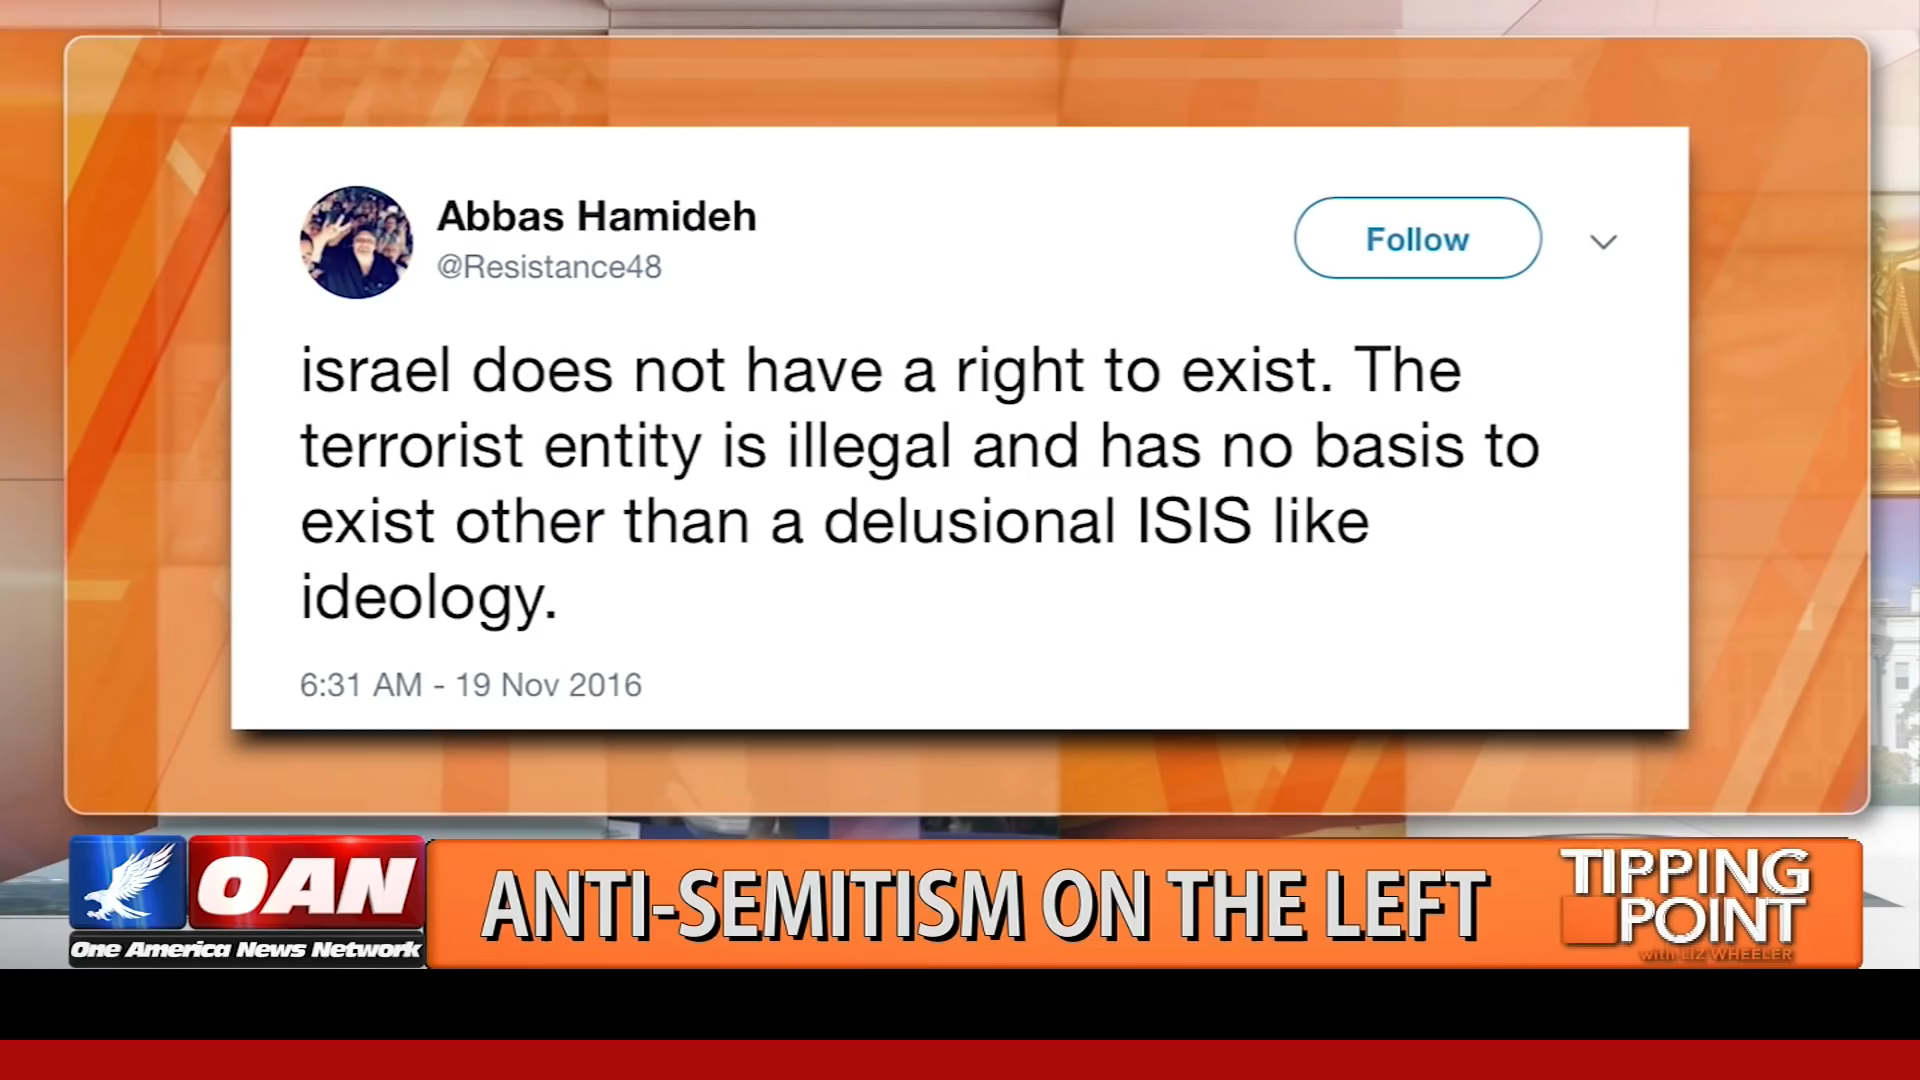 Abbas Hamideh
@Resistance48
Follow
israel does not have a right to exist. The
terrorist entity is illegal and has no basis to
exist other than a delusional ISIS like
ideology.
6:31 AM - 19 Nov 2016
OAN
One America News Network
ANTI-SEMITISM ON THE LEFT
TIPPING
POINT
with LIZ WHEELER